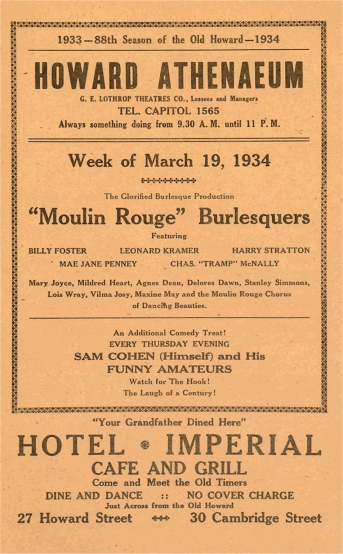 1933—88th Season of the Old Howard—1934
HOWARD ATHENAEUM
G. E. LOTHROP THEATRES CO., Lessees and Managers
TEL. CAPITOL 1565
Always something doing from 9.30 A. M. until 11 P. M.
Week of March 19, 1934
The Glorified Burlesque Production
"Moulin Rouge" Burlesquers
Featuring
BILLY FOSTER LEONARD KRAMER HARRY STRATTON
MAE JANE PENNEY CHAS. "TRAMP" McNALLY
Mary Joyce, Mildred Heart, Agnes Dean, Delores Dawn, Stanley Simmons,
Lois Wray, Vilma Josy, Maxine May and the Moulin Rouge Chorus
of Dancing Beauties.
An Additional Comedy Treat!
EVERY THURSDAY EVENING
SAM COHEN (Himself) and His
FUNNY AMATEURS
Watch for The Hook!
The Laugh of a Century!
"Your Grandfather Dined Here"
HOTEL * IMPERIAL
CAFE AND GRILL
Come and Meet the Old Timers
DINE AND DANCE :: NO COVER CHARGE
Just Across from the Old Howard
27 Howard Street 30 Cambridge Street